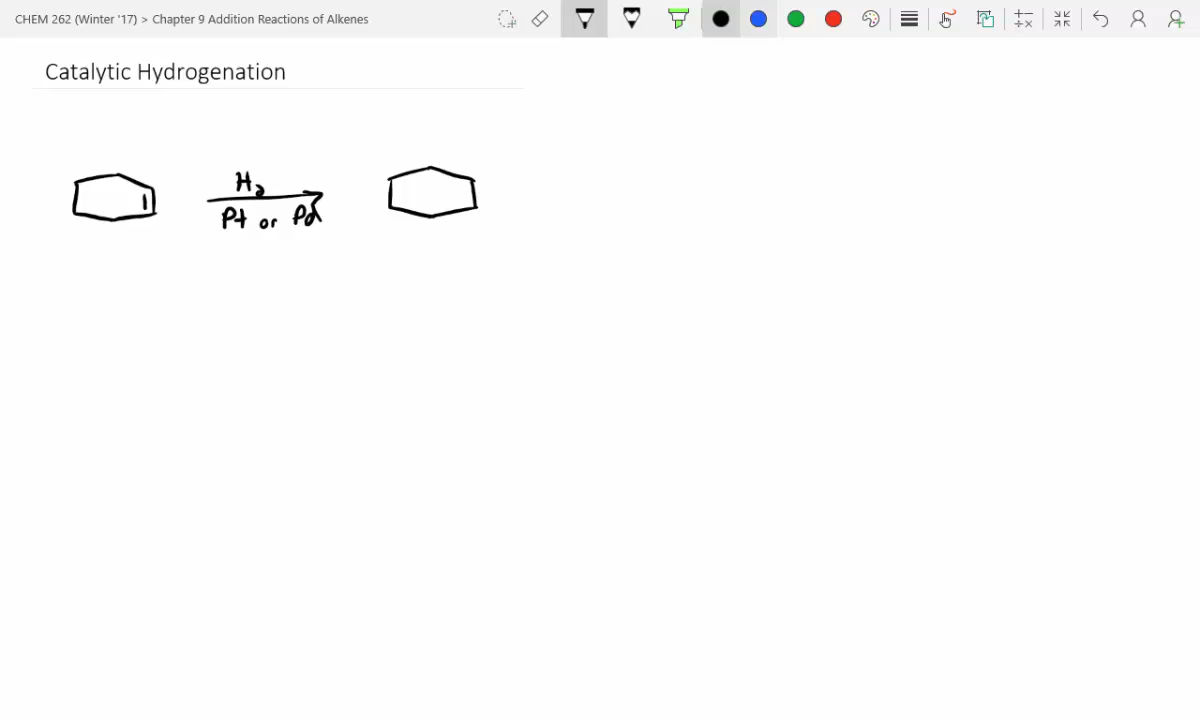 CHEM 262 (Winter '17) > Chapter 9 Addition Reactions of Alkenes
Catalytic Hydrogenation
H₂
Pt or Pd